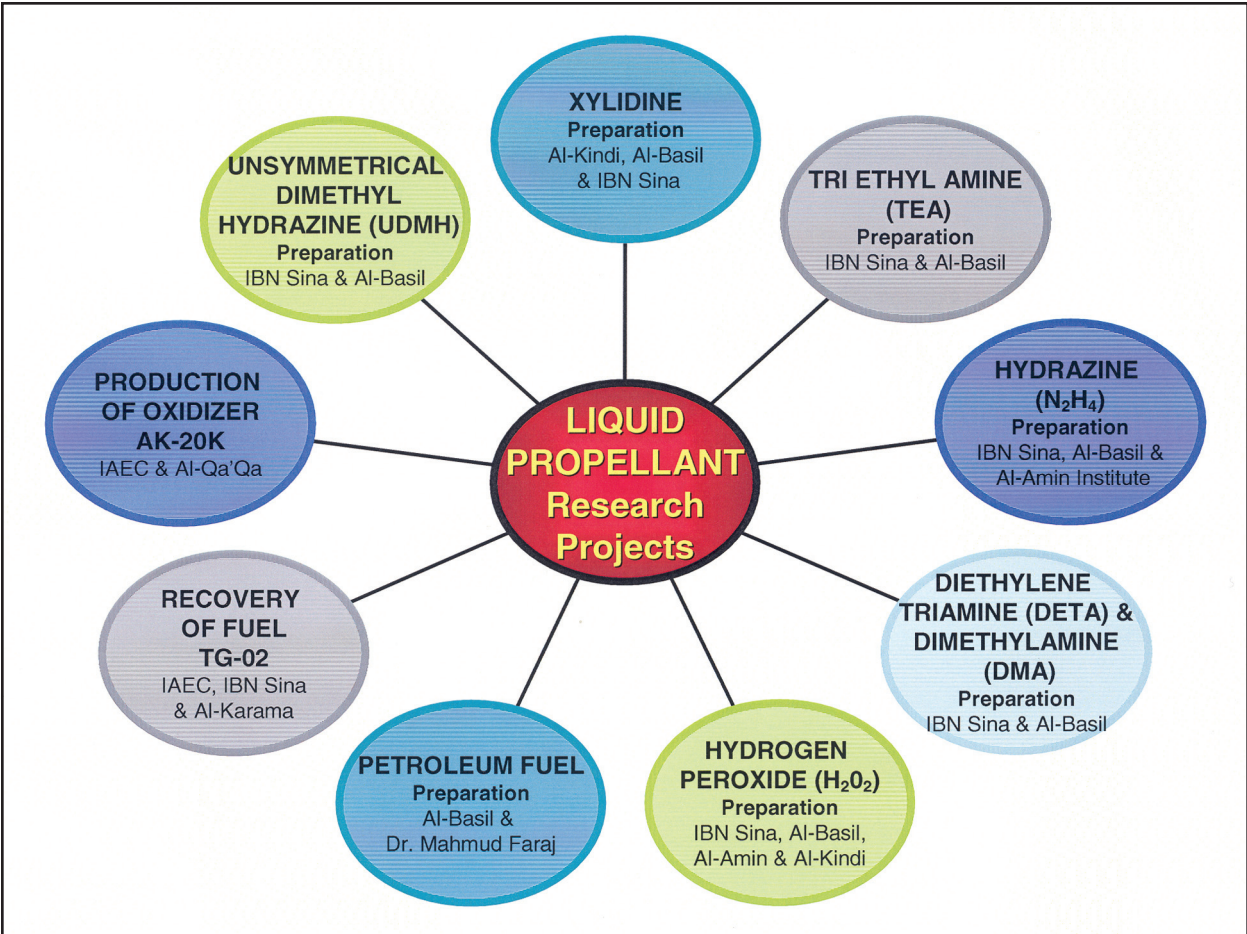 XYLIDINE
Preparation
Al-Kindi, Al-Basil
& IBN Sina
TRI ETHYL AMINE
(TEA)
Preparation
IBN Sina & Al-Basil
HYDRAZINE
(N₂H₄)
Preparation
IBN Sina, Al-Basil &
Al-Amin Institute
DIETHYLENE
TRIAMINE (DETA) &
DIMETHYLAMINE
(DMA)
Preparation
IBN Sina & Al-Basil
HYDROGEN
PEROXIDE (H₂0₂)
Preparation
IBN Sina, Al-Basil,
Al-Amin & Al-Kindi
PETROLEUM FUEL
Preparation
Al-Basil &
Dr. Mahmud Faraj
RECOVERY
OF FUEL
TG-02
IAEC, IBN Sina
& Al-Karama
PRODUCTION
OF OXIDIZER
AK-20K
IAEC & Al-Qa’Qa
UNSYMMETRICAL
DIMETHYL
HYDRAZINE (UDMH)
Preparation
IBN Sina & Al-Basil
LIQUID
PROPELLANT
Research
Projects